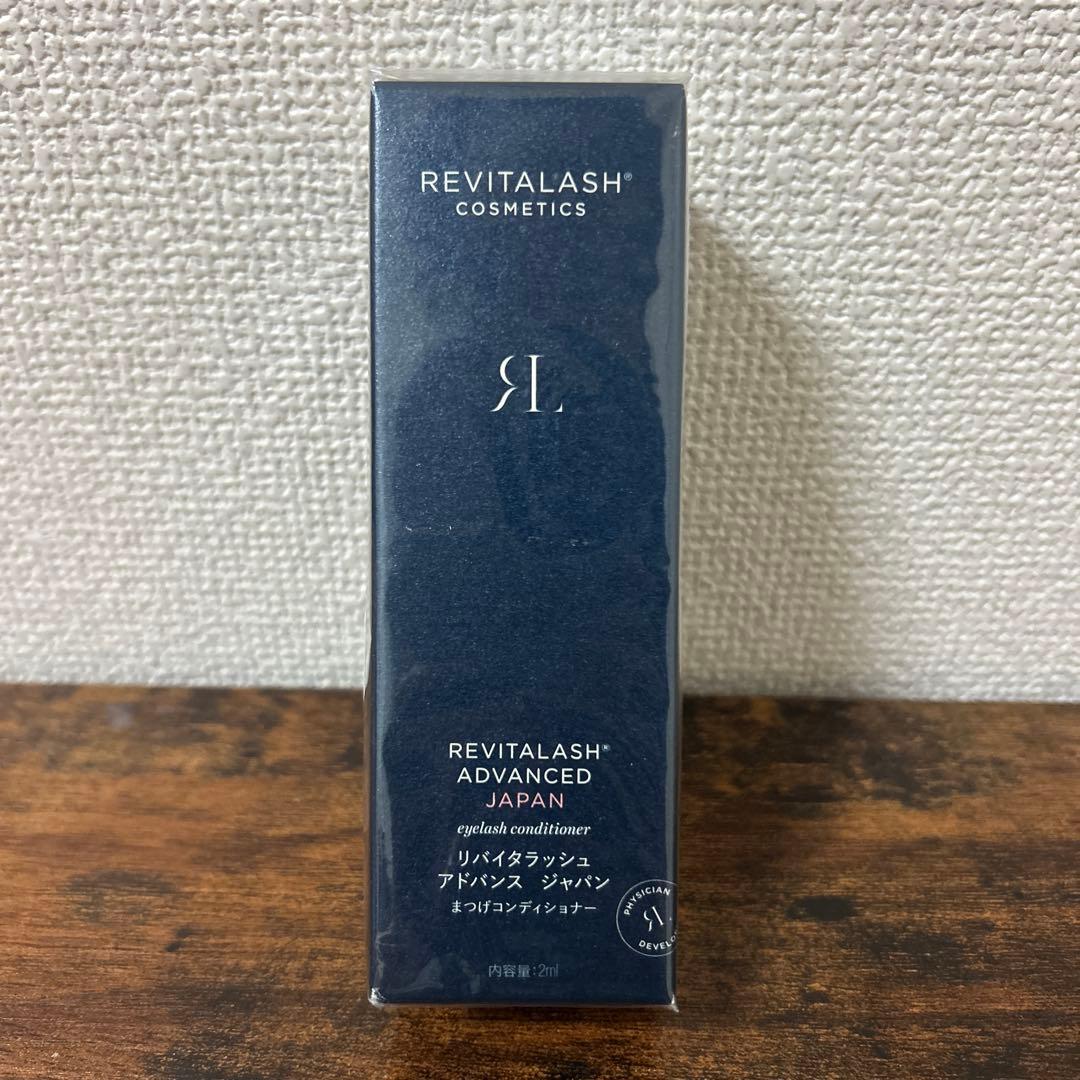 REVITALASH®
COSMETICS
RL
REVITALASH®
ADVANCED
JAPAN
eyelash conditioner
リバイタラッシュ
アドバンス ジャパン
まつげコンディショナー
PHYSICIAN
RL
内容量:2ml